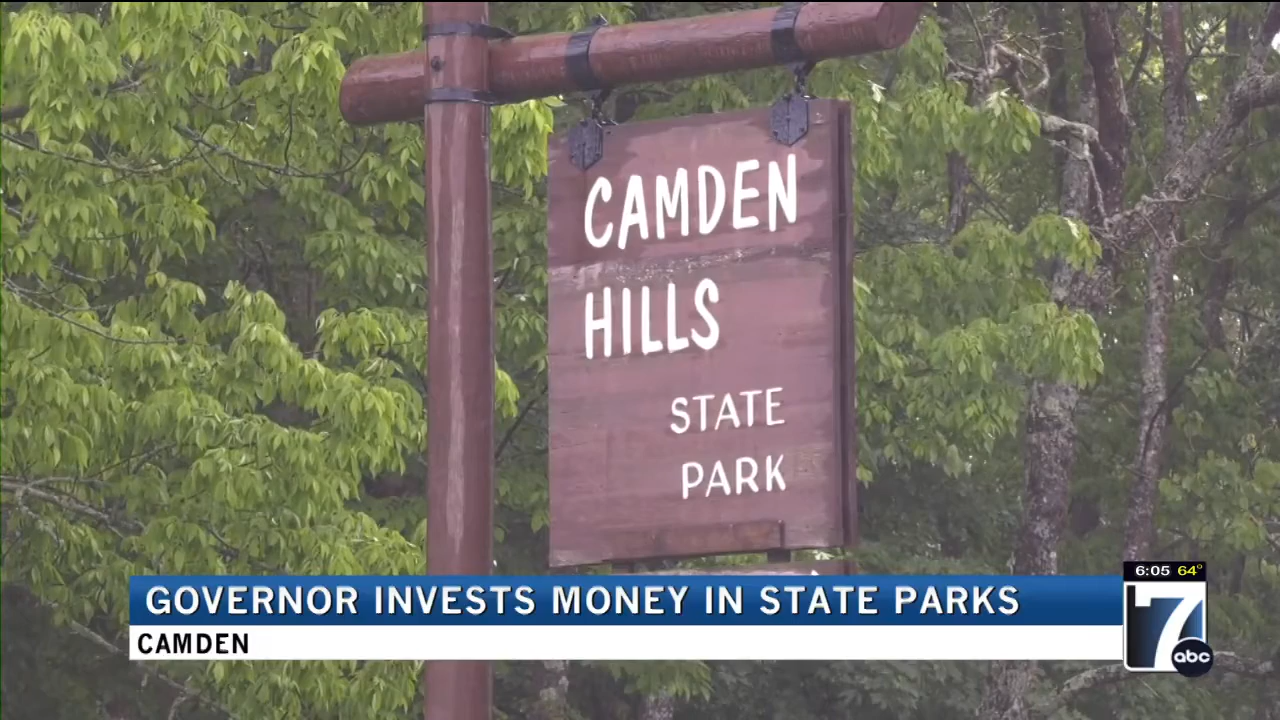 CAMDEN
HILLS
STATE
PARK
GOVERNOR INVESTS MONEY IN STATE PARKS
CAMDEN
6:05 64°
7
abc